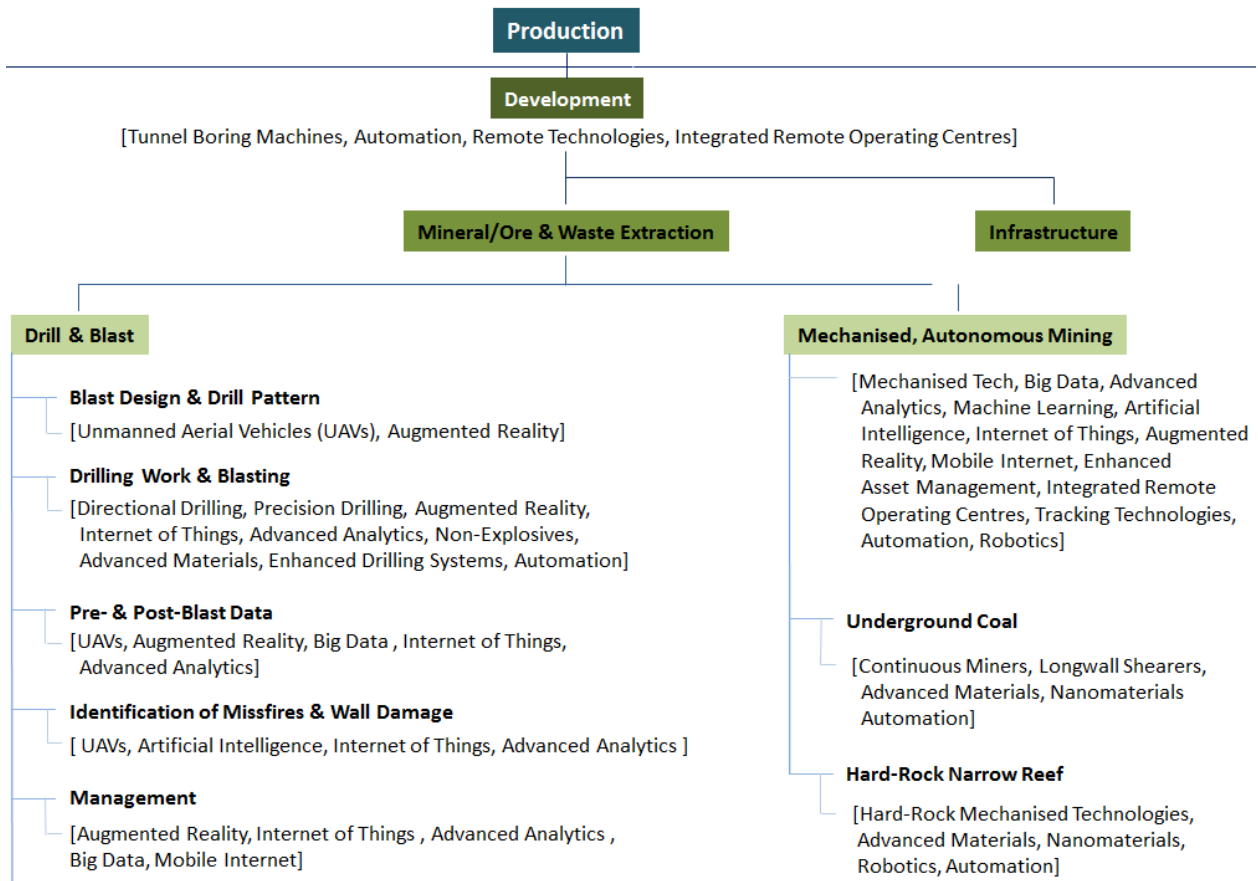 Production
Development
[Tunnel Boring Machines, Automation, Remote Technologies, Integrated Remote Operating Centres]
Mineral/Ore & Waste Extraction
Infrastructure
Drill & Blast
Blast Design & Drill Pattern
[Unmanned Aerial Vehicles (UAVs), Augmented Reality]
Drilling Work & Blasting
[Directional Drilling, Precision Drilling, Augmented Reality,
Internet of Things, Advanced Analytics, Non-Explosives,
Advanced Materials, Enhanced Drilling Systems, Automation]
Pre- & Post-Blast Data
[UAVs, Augmented Reality, Big Data , Internet of Things,
Advanced Analytics]
Identification of Missfires & Wall Damage
[ UAVs, Artificial Intelligence, Internet of Things, Advanced Analytics ]
Management
[Augmented Reality, Internet of Things , Advanced Analytics ,
Big Data, Mobile Internet]
Mechanised, Autonomous Mining
[Mechanised Tech, Big Data, Advanced
Analytics, Machine Learning, Artificial
Intelligence, Internet of Things, Augmented
Reality, Mobile Internet, Enhanced
Asset Management, Integrated Remote
Operating Centres, Tracking Technologies,
Automation, Robotics]
Underground Coal
[Continuous Miners, Longwall Shearers,
Advanced Materials, Nanomaterials
Automation]
Hard-Rock Narrow Reef
[Hard-Rock Mechanised Technologies,
Advanced Materials, Nanomaterials,
Robotics, Automation]